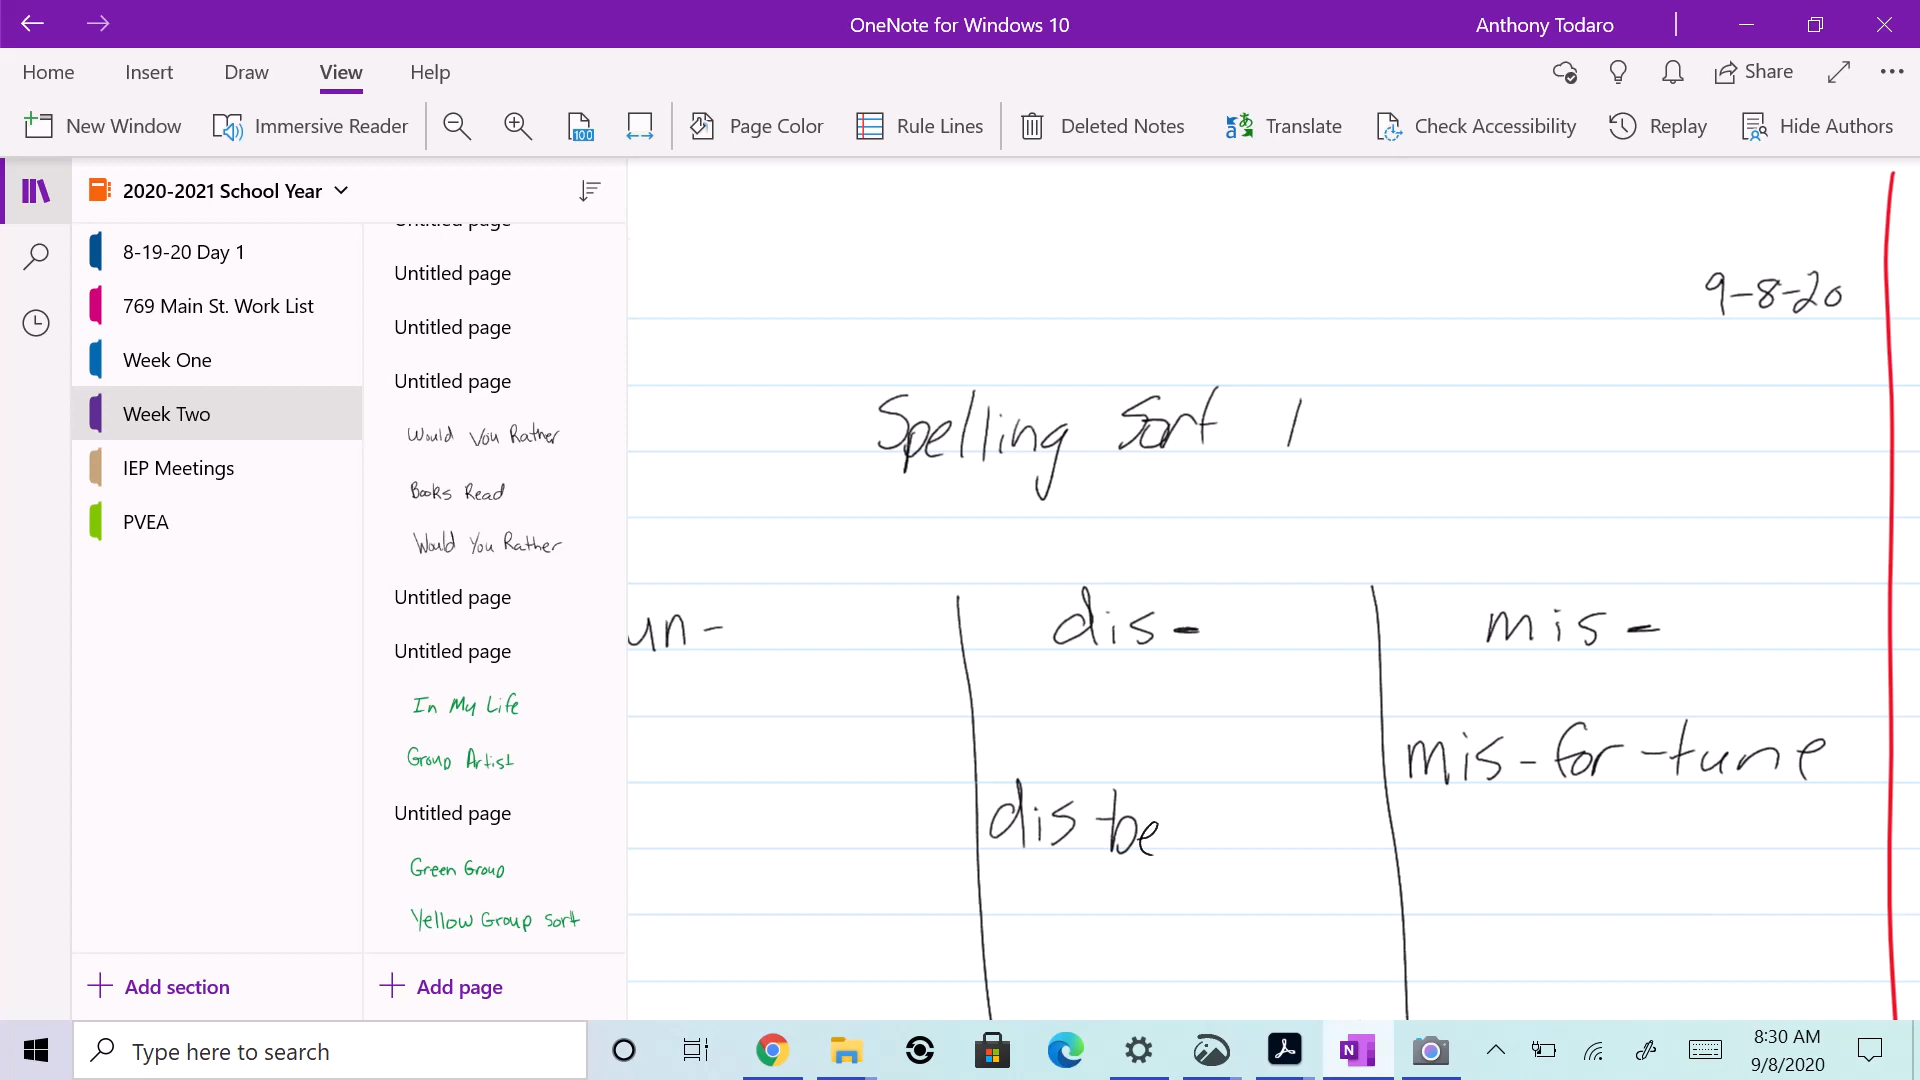 OneNote for Windows 10
Anthony Todaro
Home Insert Draw View Help
Share
New Window Immersive Reader 100 Page Color Rule Lines Deleted Notes Translate Check Accessibility Replay Hide Authors
2020-2021 School Year
8-19-20 Day 1
769 Main St. Work List
Week One
Week Two
IEP Meetings
PVEA
Add section
Untitled page
Untitled page
Untitled page
Untitled page
Would You Rather
Books Read
Would You Rather
Untitled page
Untitled page
In My Life
Group Artist
Untitled page
Green Group
Yellow Group Sort
Add page
9-8-20
Spelling Sort 1
un- dis- mis-
mis-for-tune
dis be
Type here to search
N
8:30 AM
9/8/2020